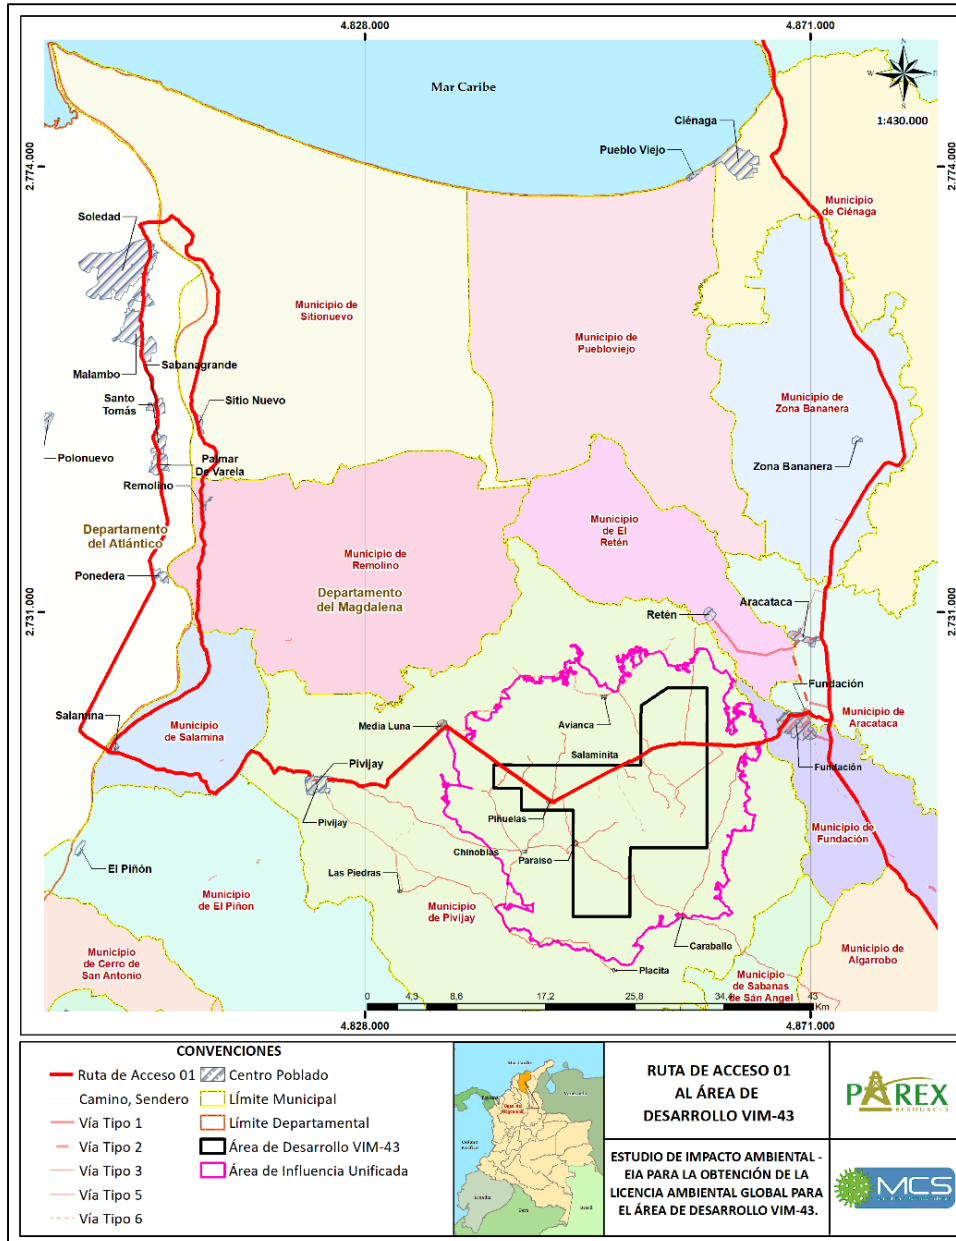 4.828.000
4.871.000
Mar Caribe
N
W
E
S
1:430.000
Ciénaga
Pueblo Viejo
2.774.000
2.774.000
Municipio
de Ciénaga
Soledad
Municipio de
Sitionuevo
Municipio de
Puebloviejo
Malambo
Sabanagrande
Santo
Tomás
Sitio Nuevo
Municipio de
Zona Bananera
Polonuevo
Palmar
De Varela
Zona Bananera
Remolino
Departamento
del Atlántico
Municipio
de El
Retén
Municipio de
Remolino
Ponedera
Departamento
del Magdalena
Aracataca
Retén
2.731.000
2.731.000
Fundación
Salamina
Municipio
de Salamina
Media Luna
Avianca
Municipio de
Aracataca
Salaminita
Pivijay
Fundación
Piñuelas
Pivijay
Municipio de
Fundación
Chinoblas
Paraiso
El Piñón
Las Piedras
Municipio
de El Piñon
Municipio
de Pivijay
Caraballo
Municipio
de Cerro de
San Antonio
Municipio de
Algarrobo
Placita
Municipio
de Sabanas
de Sán Angel
0
4,3
8,6
17,2
25,8
34,4
43
Km
4.828.000
4.871.000
CONVENCIONES
Ruta de Acceso 01
Centro Poblado
Camino, Sendero
Límite Municipal
Vía Tipo 1
Límite Departamental
Vía Tipo 2
Área de Desarrollo VIM-43
Vía Tipo 3
Área de Influencia Unificada
Vía Tipo 5
Vía Tipo 6
Mar Caribe
Venezuela
Brasil
RUTA DE ACCESO 01
AL ÁREA DE
DESARROLLO VIM-43
PAREX
RESOURCES
ESTUDIO DE IMPACTO AMBIENTAL -
EIA PARA LA OBTENCIÓN DE LA
LICENCIA AMBIENTAL GLOBAL PARA
EL ÁREA DE DESARROLLO VIM-43.
MCS